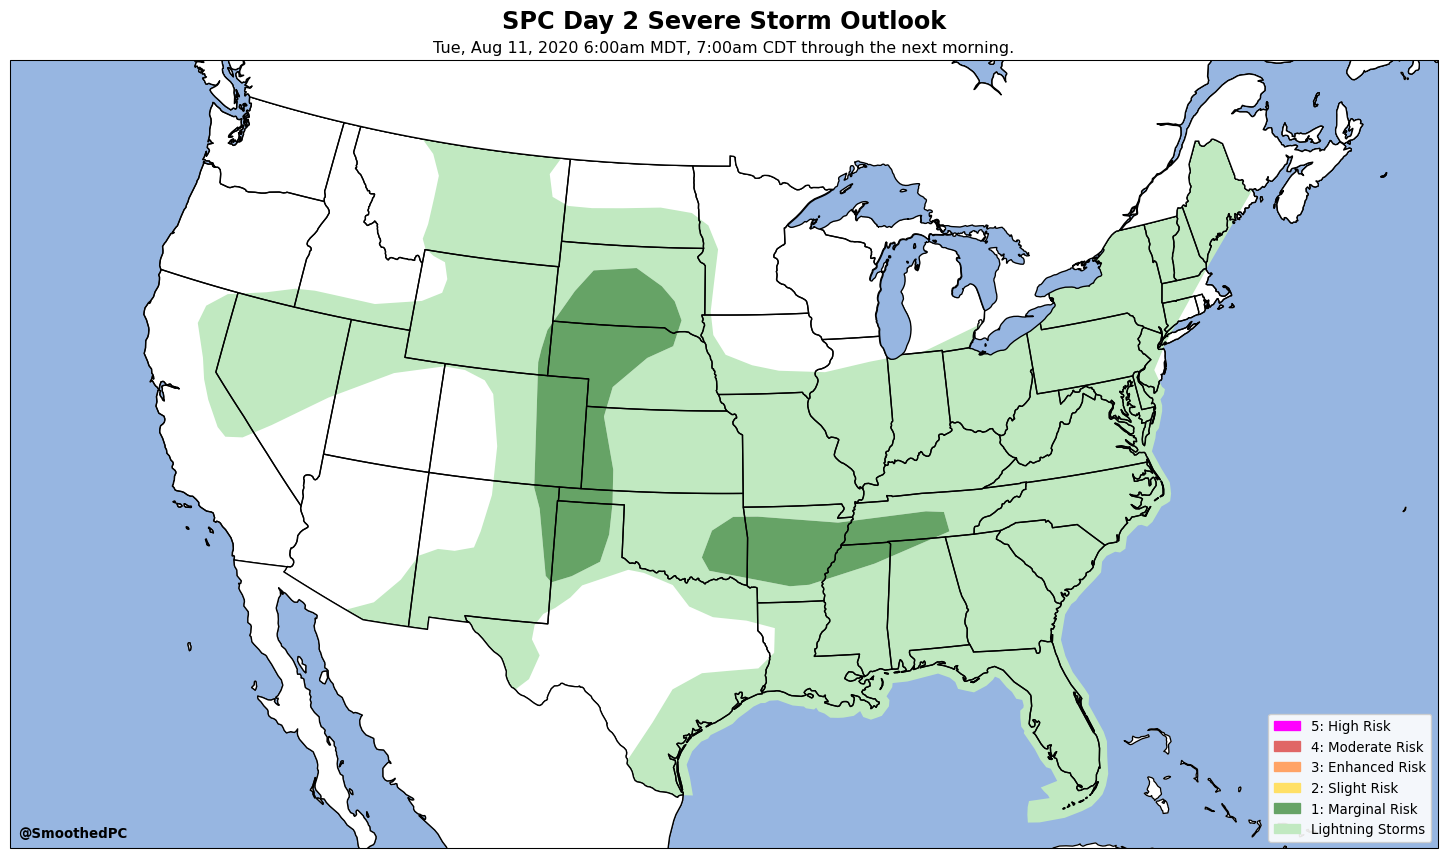 SPC Day 2 Severe Storm Outlook
Tue, Aug 11, 2020 6:00am MDT, 7:00am CDT through the next morning.
5: High Risk
4: Moderate Risk
3: Enhanced Risk
2: Slight Risk
1: Marginal Risk
Lightning Storms
@SmoothedPC